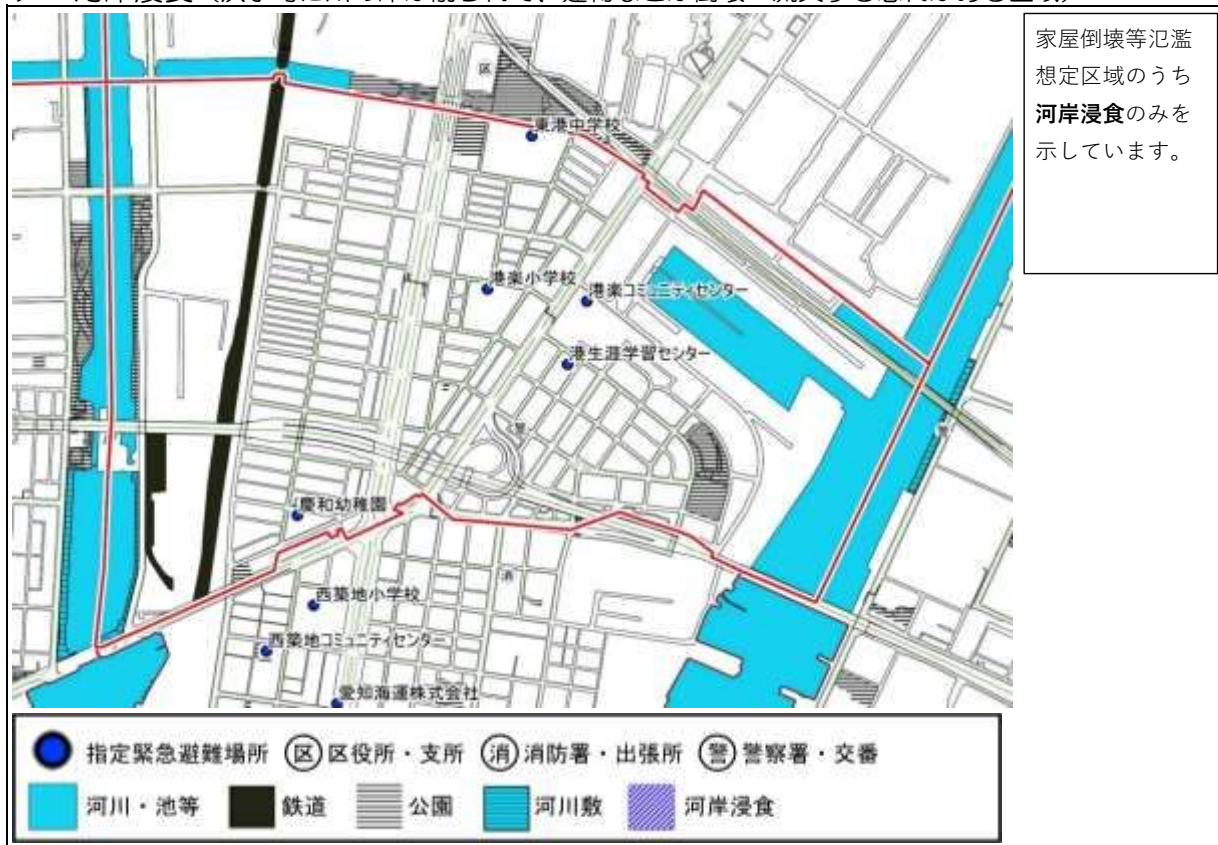 家屋倒壊等氾濫
想定区域のうち
河岸浸食のみを
示しています。
区
東港中学校
港楽小学校
港楽コミュニティセンター
港生涯学習センター
警
慶和幼稚園
消
西築地小学校
西築地コミュニティセンター
愛知海運株式会社
指定緊急避難場所 区 区役所・支所 消 消防署・出張所 警 警察署・交番
河川・池等 鉄道 公園 河川敷 河岸浸食